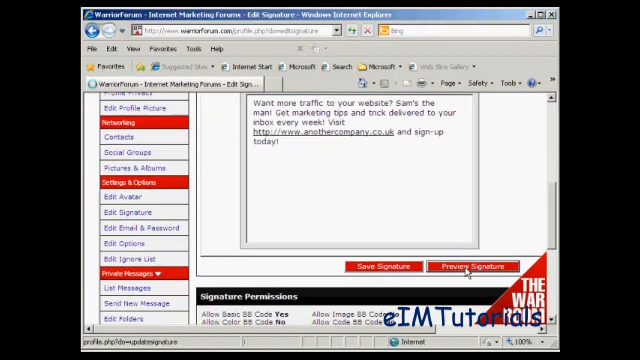 WarriorForum - Internet Marketing Forums - Edit Signature - Windows Internet Explorer
http://www.warriorforum.com/profile.php?do=editsignature
Bing
File Edit View Favorites Tools Help
Favorites Suggested Sites Internet Start Microsoft Search Microsoft Web Slice Gallery
WarriorForum - Internet Marketing Forums - Edit Sign...
Page Safety Tools
Profile Privacy
Edit Profile Picture
Networking
Contacts
Social Groups
Pictures & Albums
Settings & Options
Edit Avatar
Edit Signature
Edit Email & Password
Edit Options
Edit Ignore List
Private Messages
List Messages
Send New Message
Edit Folders
Want more traffic to your website? Sam's the
man! Get marketing tips and trick delivered to your
inbox every week! Visit
http://www.anothercompany.co.uk and sign-up
today!
Save Signature Preview Signature
THE
WAR
Signature Permissions
Allow Basic BB Code Yes Allow Image BB Code No
Allow Color BB Code No Allow Code BB Code
eIMTutorials
profile.php?do=updatesignature Internet 100%